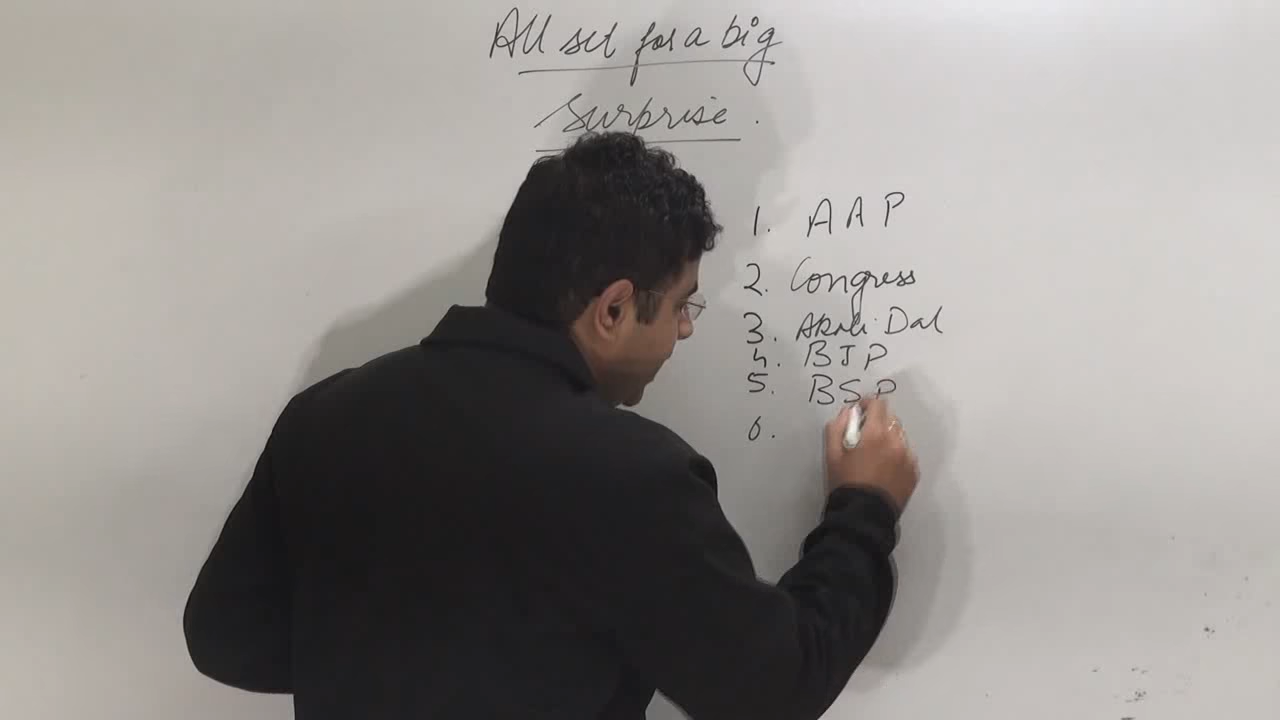 All set for a big
surprise.
1. AAP
2. Congress
3. Akali Dal
4. BJP
5. BSP
6.